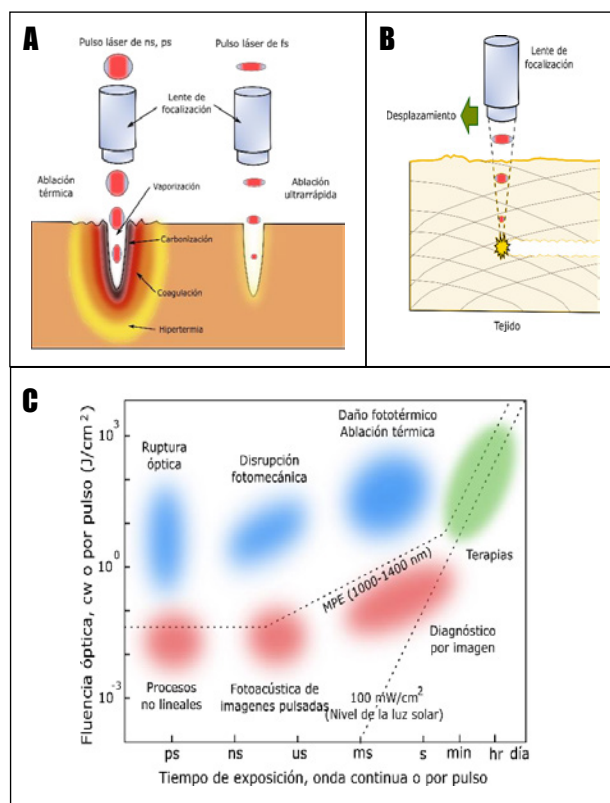 A
Pulso láser de ns, ps
Pulso láser de fs
Lente de
focalización
Ablación
térmica
Vaporización
Ablación
ultrarrápida
Carbonización
Coagulación
Hipertermia
B
Lente de
focalización
Desplazamiento
Tejido
C
Fluencia óptica, cw o por pulso (J/cm²)
10³
10⁰
10⁻³
Ruptura
óptica
Disrupción
fotomecánica
Daño fototérmico
Ablación térmica
Terapias
MPE (1000-1400 nm)
Diagnóstico
por imagen
Procesos
no lineales
Fotoacústica de
imagenes pulsadas
100 mW/cm²
(Nivel de la luz solar)
ps ns us ms s min hr día
Tiempo de exposición, onda continua o por pulso